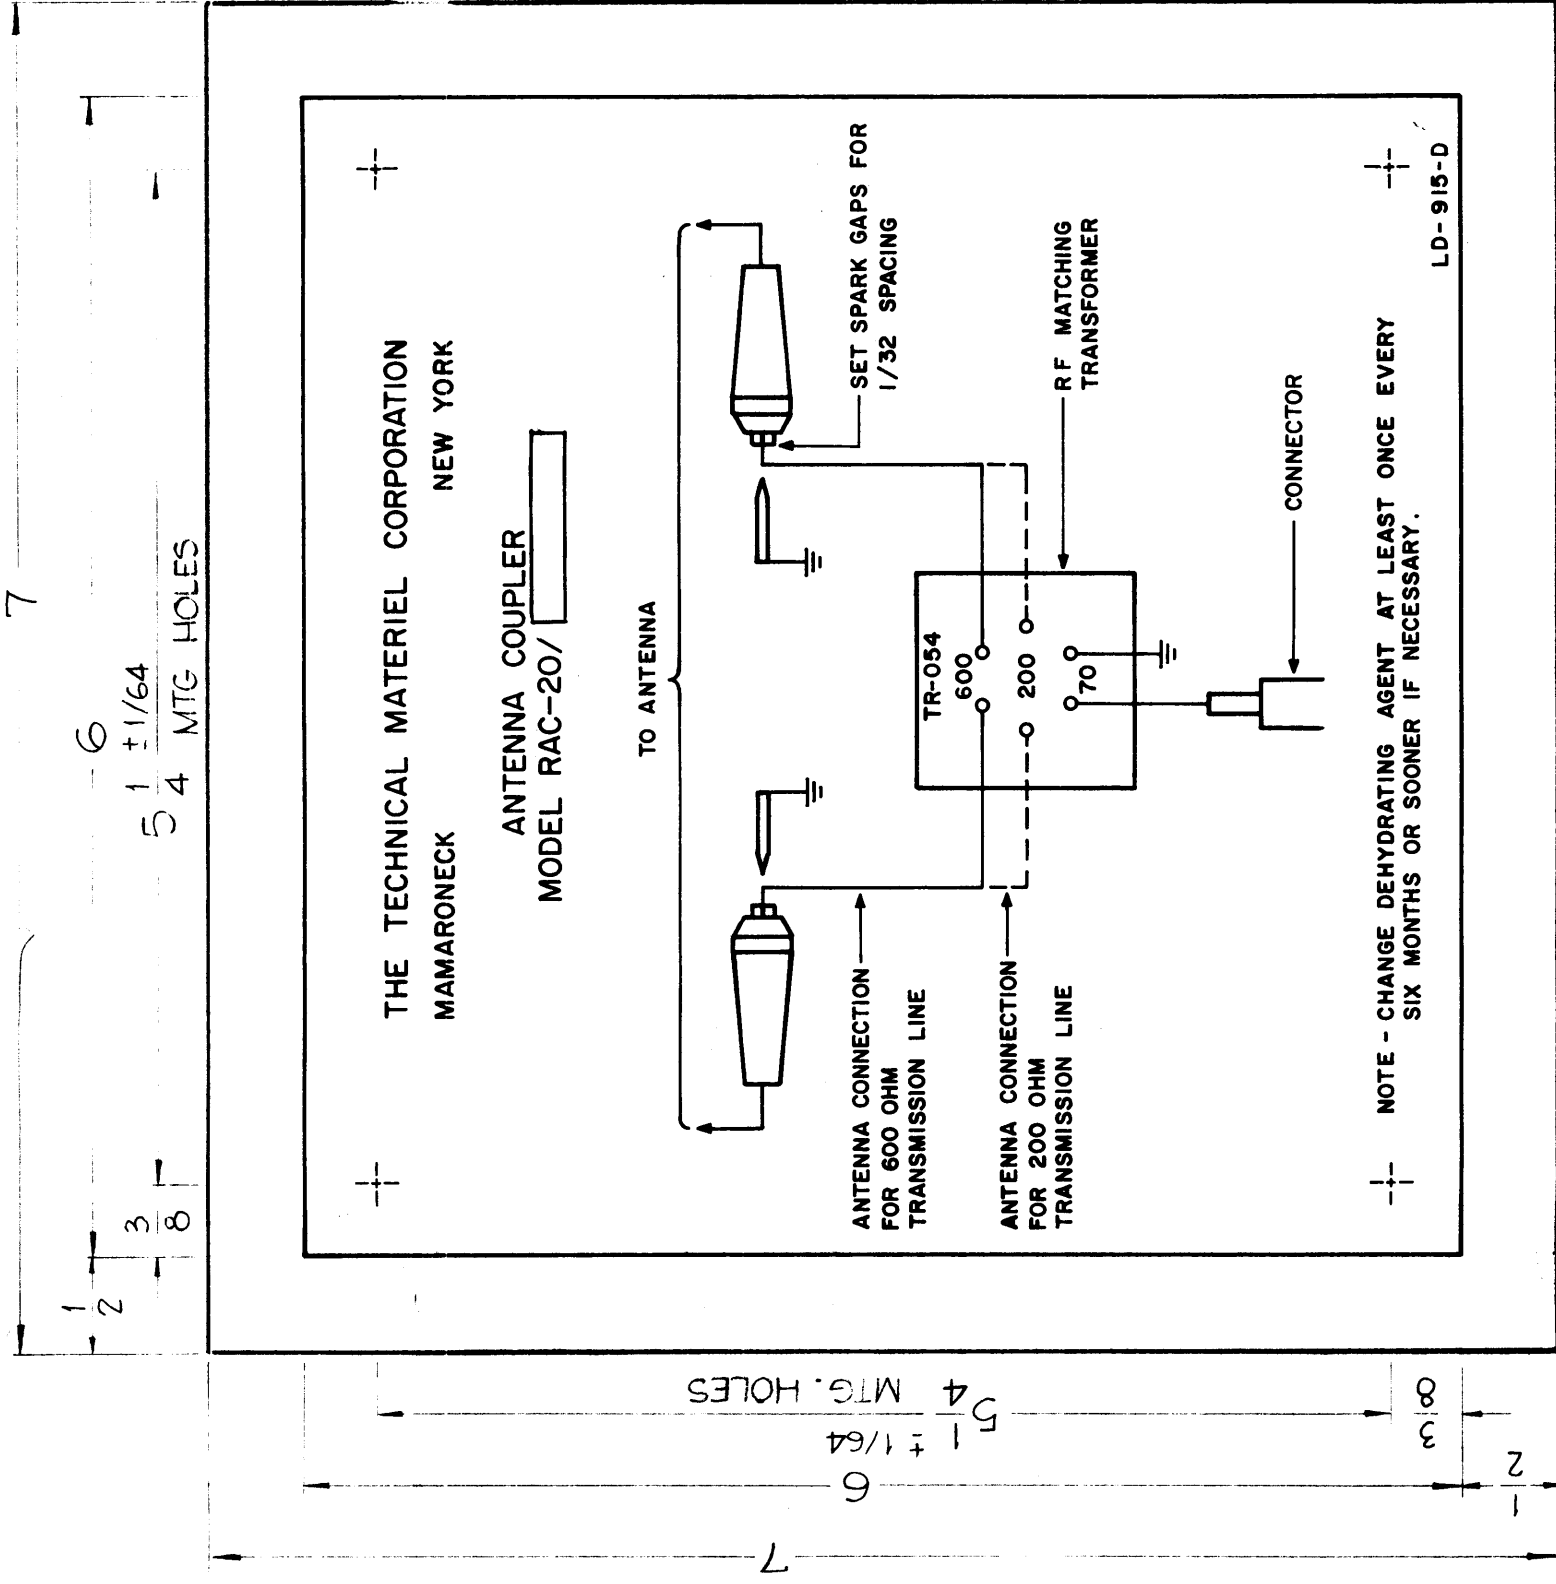 7
6
5 1/4 ± 1/64
MTG HOLES
3/8
1/2
THE TECHNICAL MATERIEL CORPORATION
MAMARONECK NEW YORK
ANTENNA COUPLER
MODEL RAC-20/
TO ANTENNA
SET SPARK GAPS FOR
1/32 SPACING
ANTENNA CONNECTION
FOR 600 OHM
TRANSMISSION LINE
TR-054
600
200
70
RF MATCHING
TRANSFORMER
ANTENNA CONNECTION
FOR 200 OHM
TRANSMISSION LINE
CONNECTOR
NOTE - CHANGE DEHYDRATING AGENT AT LEAST ONCE EVERY
SIX MONTHS OR SOONER IF NECESSARY.
LD-915-D
5 1/4 ± 1/64
MTG. HOLES
3/8
6
1/2
7